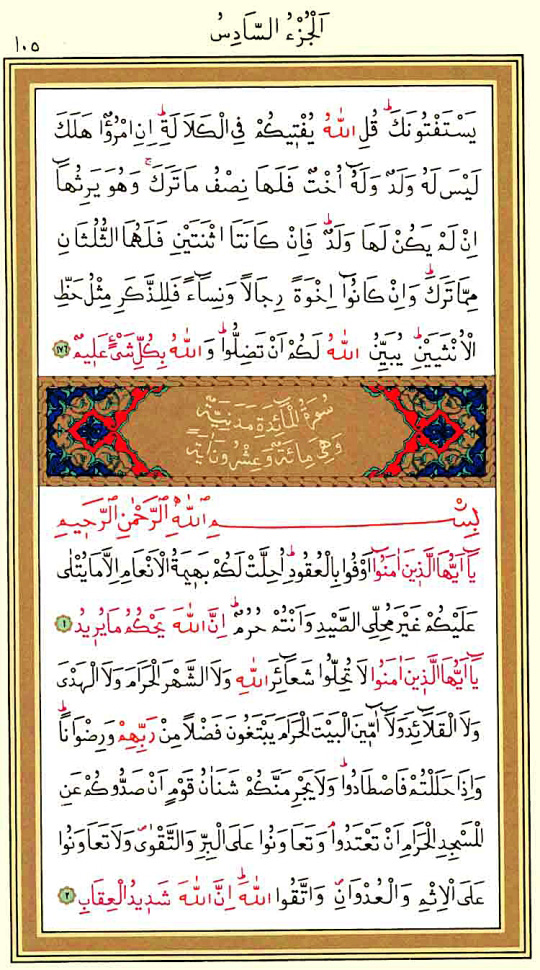 ١٠٥
اَلْجُزْءُ السَّادِسُ
يَسْتَفْتُونَكَۜ قُلِ اللّٰهُ يُفْت۪يكُمْ فِي الْكَلَالَةِۜ اِنِ امْرُؤٌا هَلَكَ
لَيْسَ لَهُ وَلَدٌ وَلَهُٓ اُخْتٌ فَلَهَا نِصْفُ مَا تَرَكَۚ وَهُوَ يَرِثُهَٓا
اِنْ لَمْ يَكُنْ لَهَا وَلَدٌۜ فَاِنْ كَانَتَا اثْنَتَيْنِ فَلَهُمَا الثُّلُثَانِ
مِمَّا تَرَكَۜ وَاِنْ كَانُٓوا اِخْوَةً رِجَالًا وَنِسَٓاءً فَلِلذَّكَرِ مِثْلُ حَظِّ
الْاُنْثَيَيْنِۜ يُبَيِّنُ اللّٰهُ لَكُمْ اَنْ تَضِلُّواۜ وَاللّٰهُ بِكُلِّ شَيْءٍ عَل۪يمٌ ﴿١٧٦﴾
سُورَةُ الْمَائِدَةِ مَدَنِيَّةٌ
وَهِيَ مِائَةٌ وَعِشْرُونَ اٰيَةً
بِسْمِ اللّٰهِ الرَّحْمٰنِ الرَّح۪يمِ
يَٓا اَيُّهَا الَّذ۪ينَ اٰمَنُٓوا اَوْفُوا بِالْعُقُودِۜ اُحِلَّتْ لَكُمْ بَه۪يمَةُ الْاَنْعَامِ اِلَّا مَا يُتْلٰى
عَلَيْكُمْ غَيْرَ مُحِلِّي الصَّيْدِ وَاَنْتُمْ حُرُمٌۜ اِنَّ اللّٰهَ يَحْكُمُ مَا يُر۪يدُ ﴿١﴾
يَٓا اَيُّهَا الَّذ۪ينَ اٰمَنُوا لَا تُحِلُّوا شَعَٓائِرَ اللّٰهِ وَلَا الشَّهْرَ الْحَرَامَ وَلَا الْهَدْيَ
وَلَا الْقَلَٓائِدَ وَلَٓا اٰمّ۪ينَ الْبَيْتَ الْحَرَامَ يَبْتَغُونَ فَضْلًا مِنْ رَبِّهِمْ وَرِضْوَانًاۜ
وَاِذَا حَلَلْتُمْ فَاصْطَادُواۜ وَلَا يَجْرِمَنَّكُمْ شَنَاٰنُ قَوْمٍ اَنْ صَدُّوكُمْ عَنِ
الْمَسْجِدِ الْحَرَامِ اَنْ تَعْتَدُواۢ وَتَعَاوَنُوا عَلَى الْبِرِّ وَالتَّقْوٰىۖ وَلَا تَعَاوَنُوا
عَلَى الْاِثْمِ وَالْعُدْوَانِۖ وَاتَّقُوا اللّٰهَۜ اِنَّ اللّٰهَ شَد۪يدُ الْعِقَابِ ﴿٢﴾